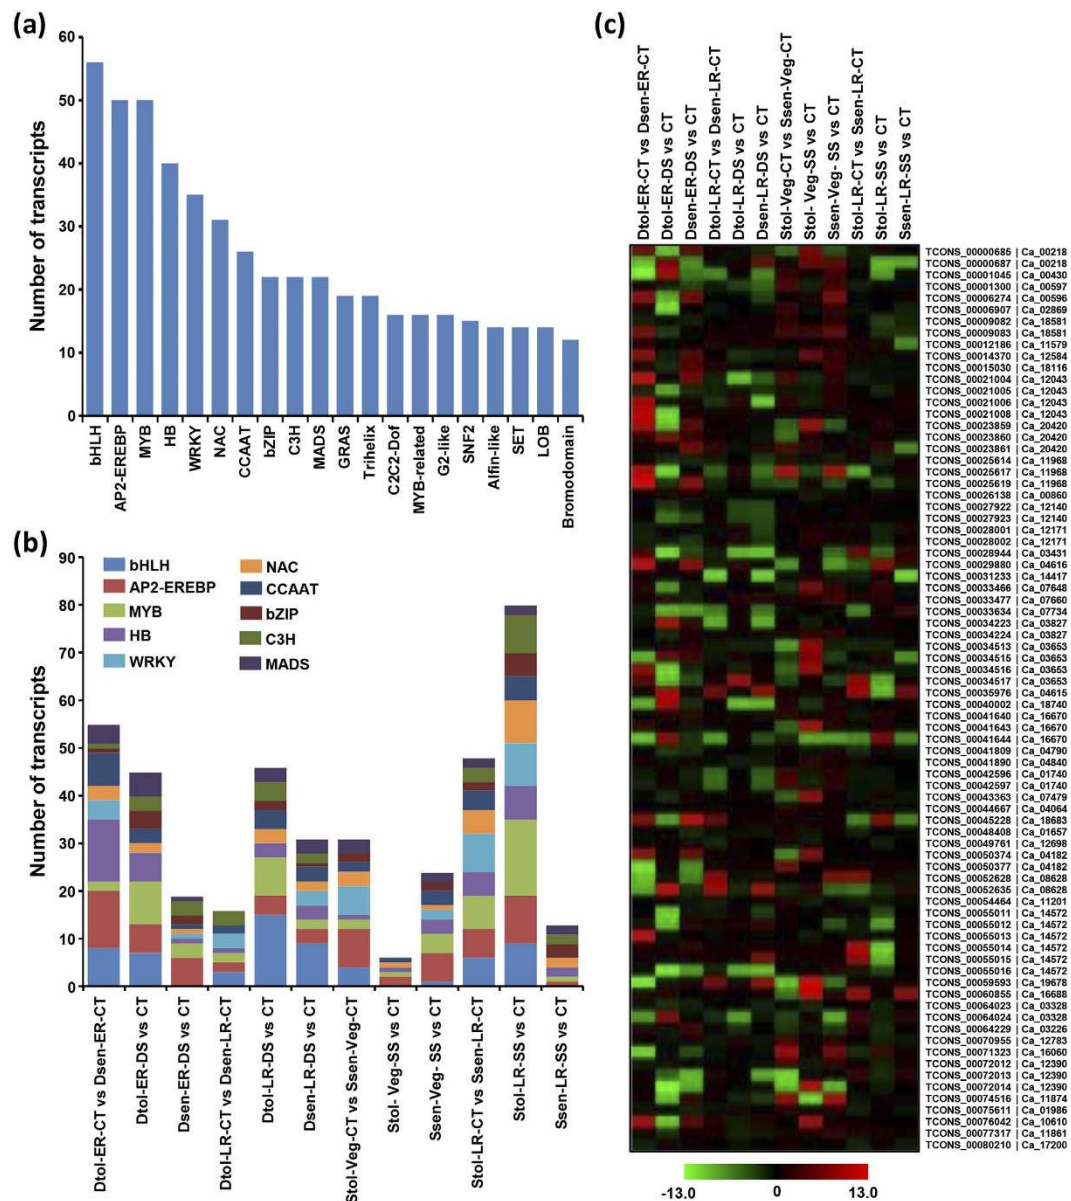 (a)
60
50
40
30
20
10
0
Number of transcripts
bHLH
AP2-EREBP
MYB
HB
WRKY
NAC
CCAAT
bZIP
C3H
MADS
GRAS
Trihelix
C2C2-Dof
MYB-related
G2-like
SNF2
Alfin-like
SET
LOB
Bromodomain
(b)
90
80
70
60
50
40
30
20
10
0
Number of transcripts
bHLH
AP2-EREBP
MYB
HB
WRKY
NAC
CCAAT
bZIP
C3H
MADS
Dtol-ER-CT vs Dsen-ER-CT
Dtol-ER-DS vs CT
Dsen-ER-DS vs CT
Dtol-LR-CT vs Dsen-LR-CT
Dtol-LR-DS vs CT
Dsen-LR-DS vs CT
Stol-Veg-CT vs Ssen-Veg-CT
Stol- Veg-SS vs CT
Ssen-Veg- SS vs CT
Stol-LR-CT vs Ssen-LR-CT
Stol-LR-SS vs CT
Ssen-LR-SS vs CT
(c)
Dtol-ER-CT vs Dsen-ER-CT
Dtol-ER-DS vs CT
Dsen-ER-DS vs CT
Dtol-LR-CT vs Dsen-LR-CT
Dtol-LR-DS vs CT
Dsen-LR-DS vs CT
Stol-Veg-CT vs Ssen-Veg-CT
Stol- Veg-SS vs CT
Ssen-Veg- SS vs CT
Stol-LR-CT vs Ssen-LR-CT
Stol-LR-SS vs CT
Ssen-LR-SS vs CT
TCONS_00000685 | Ca_00218
TCONS_00000687 | Ca_00218
TCONS_00001045 | Ca_00430
TCONS_00001300 | Ca_00597
TCONS_00006274 | Ca_00596
TCONS_00006907 | Ca_02869
TCONS_00009082 | Ca_18581
TCONS_00009083 | Ca_18581
TCONS_00012186 | Ca_11579
TCONS_00014370 | Ca_12584
TCONS_00015030 | Ca_18116
TCONS_00021004 | Ca_12043
TCONS_00021005 | Ca_12043
TCONS_00021006 | Ca_12043
TCONS_00021008 | Ca_12043
TCONS_00023859 | Ca_20420
TCONS_00023860 | Ca_20420
TCONS_00023861 | Ca_20420
TCONS_00025614 | Ca_11968
TCONS_00025617 | Ca_11968
TCONS_00025619 | Ca_11968
TCONS_00026138 | Ca_00860
TCONS_00027922 | Ca_12140
TCONS_00027923 | Ca_12140
TCONS_00028001 | Ca_12171
TCONS_00028002 | Ca_12171
TCONS_00028944 | Ca_03431
TCONS_00029880 | Ca_04616
TCONS_00031233 | Ca_14417
TCONS_00033466 | Ca_07648
TCONS_00033477 | Ca_07660
TCONS_00033634 | Ca_07734
TCONS_00034223 | Ca_03827
TCONS_00034224 | Ca_03827
TCONS_00034513 | Ca_03653
TCONS_00034515 | Ca_03653
TCONS_00034516 | Ca_03653
TCONS_00034517 | Ca_03653
TCONS_00035976 | Ca_04615
TCONS_00040002 | Ca_18740
TCONS_00041640 | Ca_16670
TCONS_00041643 | Ca_16670
TCONS_00041644 | Ca_16670
TCONS_00041809 | Ca_04790
TCONS_00041890 | Ca_04840
TCONS_00042596 | Ca_01740
TCONS_00042597 | Ca_01740
TCONS_00043363 | Ca_07479
TCONS_00044667 | Ca_04064
TCONS_00045228 | Ca_18683
TCONS_00048408 | Ca_01657
TCONS_00049761 | Ca_12698
TCONS_00050374 | Ca_04182
TCONS_00050377 | Ca_04182
TCONS_00052628 | Ca_08628
TCONS_00052635 | Ca_08628
TCONS_00054464 | Ca_11201
TCONS_00055011 | Ca_14572
TCONS_00055012 | Ca_14572
TCONS_00055013 | Ca_14572
TCONS_00055014 | Ca_14572
TCONS_00055015 | Ca_14572
TCONS_00055016 | Ca_14572
TCONS_00059593 | Ca_19678
TCONS_00060855 | Ca_16688
TCONS_00064023 | Ca_03328
TCONS_00064024 | Ca_03328
TCONS_00064229 | Ca_03226
TCONS_00070955 | Ca_12783
TCONS_00071323 | Ca_16060
TCONS_00072012 | Ca_12390
TCONS_00072013 | Ca_12390
TCONS_00072014 | Ca_12390
TCONS_00074516 | Ca_11874
TCONS_00075611 | Ca_01986
TCONS_00076042 | Ca_10610
TCONS_00077317 | Ca_11861
TCONS_00080210 | Ca_17200
-13.0 0 13.0